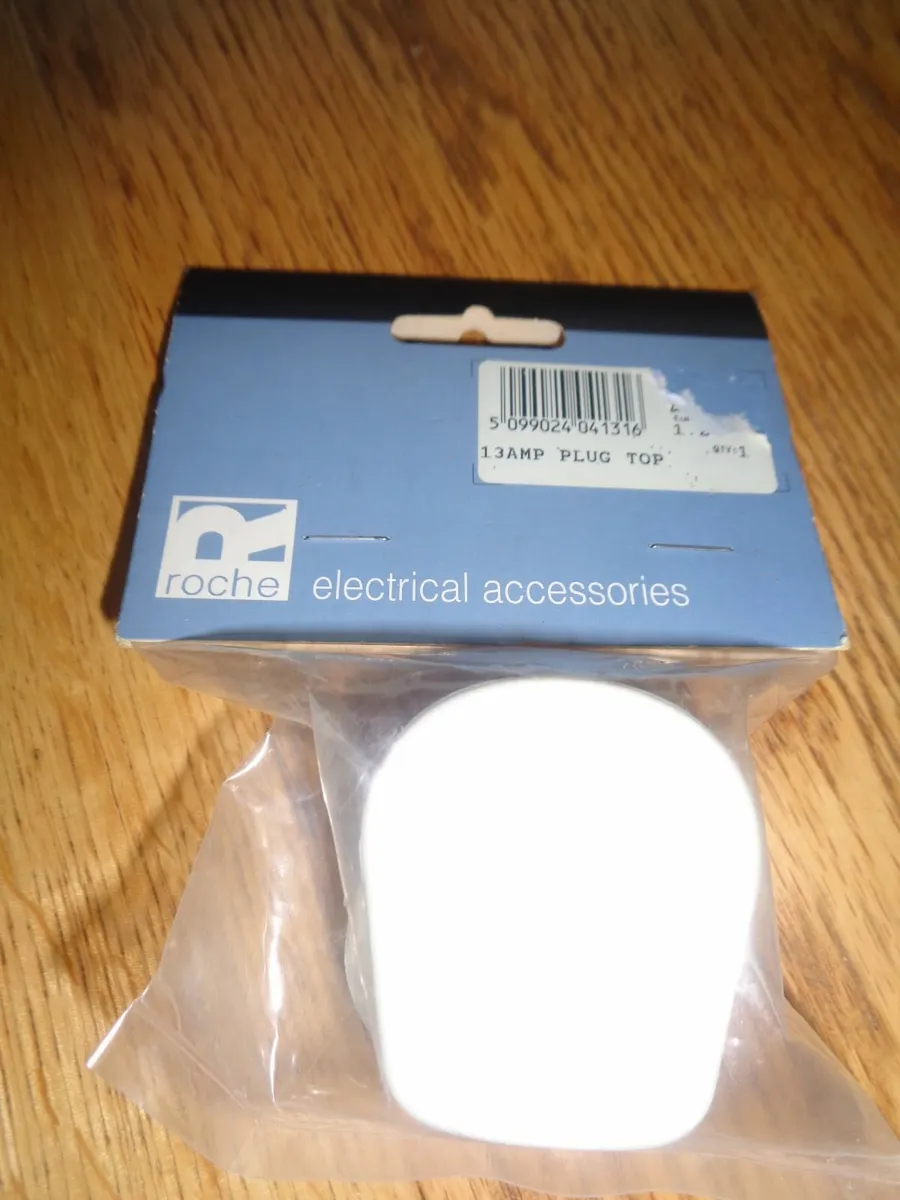 5 099024 041316
13AMP PLUG TOP
QTY:1
R
roche
electrical accessories